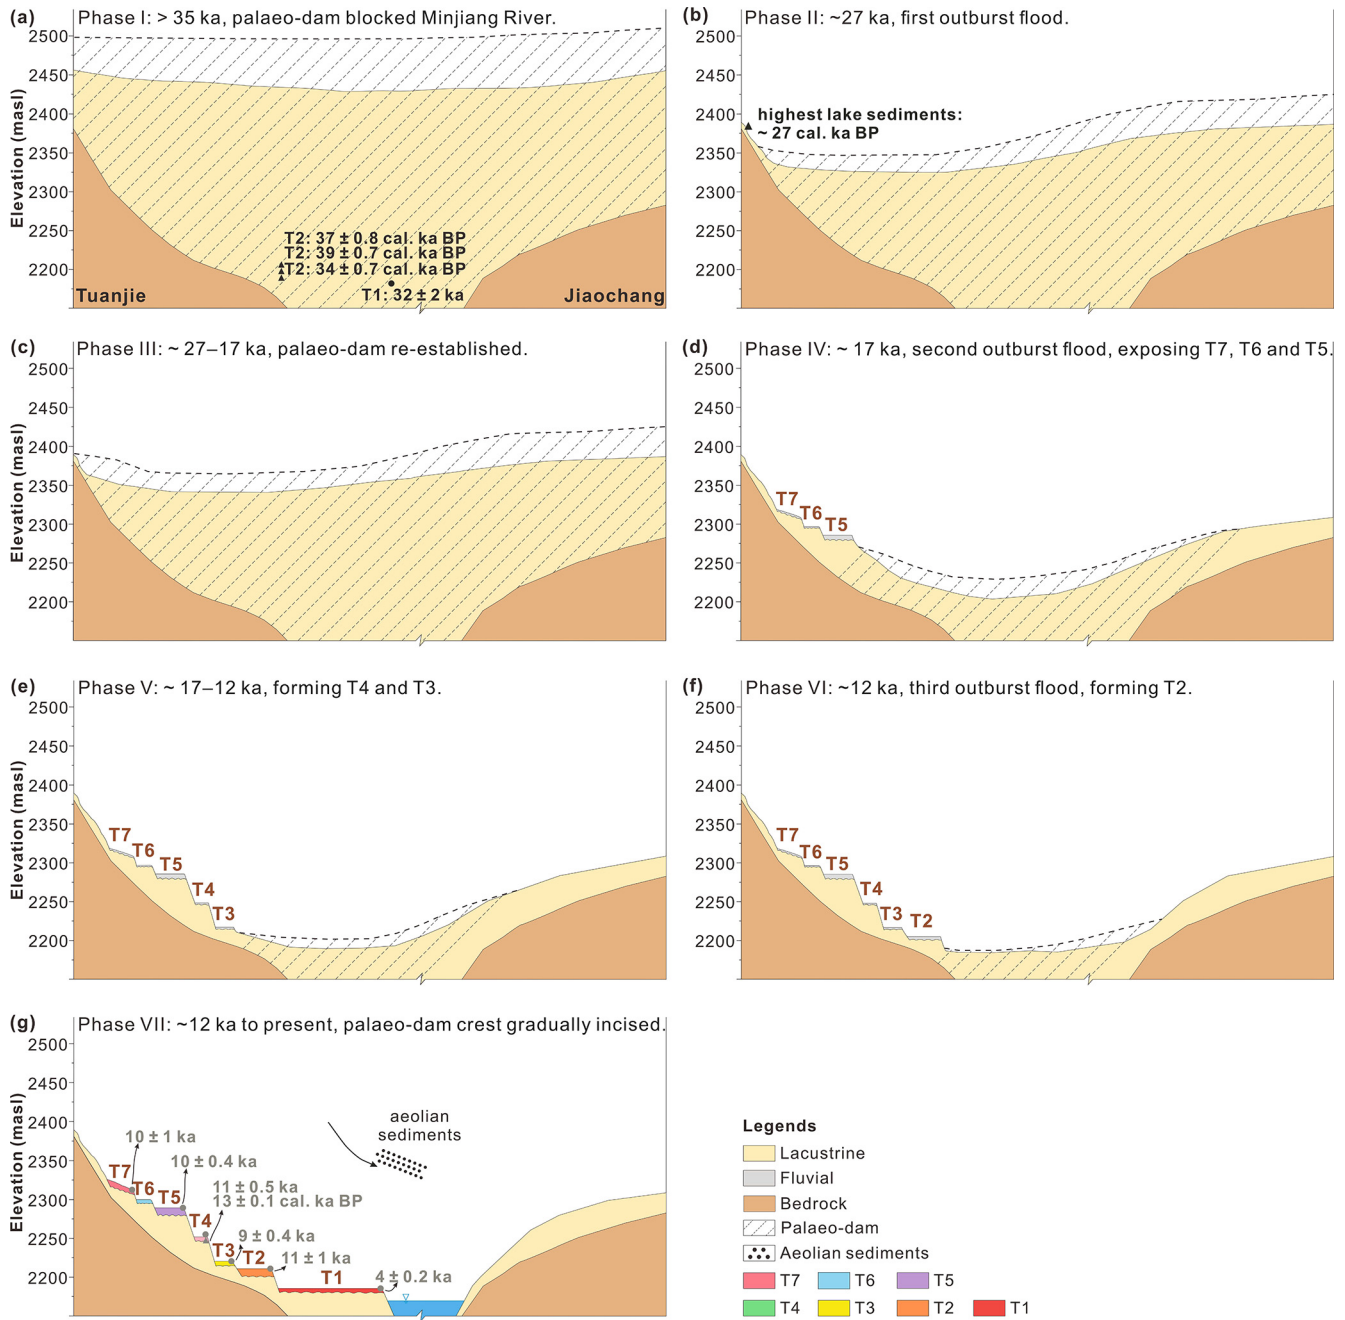 (a) Phase I: > 35 ka, palaeo-dam blocked Minjiang River.
2500
2450
2400
2350
2300
2250
2200
Elevation (masl)
T2: 37 ± 0.8 cal. ka BP
T2: 39 ± 0.7 cal. ka BP
T2: 34 ± 0.7 cal. ka BP
T1: 32 ± 2 ka
Tuanjie
Jiaochang
(b) Phase II: ~27 ka, first outburst flood.
2500
2450
2400
2350
2300
2250
2200
highest lake sediments:
~ 27 cal. ka BP
(c) Phase III: ~ 27–17 ka, palaeo-dam re-established.
2500
2450
2400
2350
2300
2250
2200
Elevation (masl)
(d) Phase IV: ~ 17 ka, second outburst flood, exposing T7, T6 and T5.
2500
2450
2400
2350
2300
2250
2200
T7
T6
T5
(e) Phase V: ~ 17–12 ka, forming T4 and T3.
2500
2450
2400
2350
2300
2250
2200
Elevation (masl)
T7
T6
T5
T4
T3
(f) Phase VI: ~12 ka, third outburst flood, forming T2.
2500
2450
2400
2350
2300
2250
2200
T7
T6
T5
T4
T3
T2
(g) Phase VII: ~12 ka to present, palaeo-dam crest gradually incised.
2500
2450
2400
2350
2300
2250
2200
Elevation (masl)
aeolian
sediments
10 ± 1 ka
10 ± 0.4 ka
11 ± 0.5 ka
13 ± 0.1 cal. ka BP
9 ± 0.4 ka
11 ± 1 ka
4 ± 0.2 ka
T7
T6
T5
T4
T3
T2
T1
Legends
Lacustrine
Fluvial
Bedrock
Palaeo-dam
Aeolian sediments
T7 T6 T5
T4 T3 T2 T1